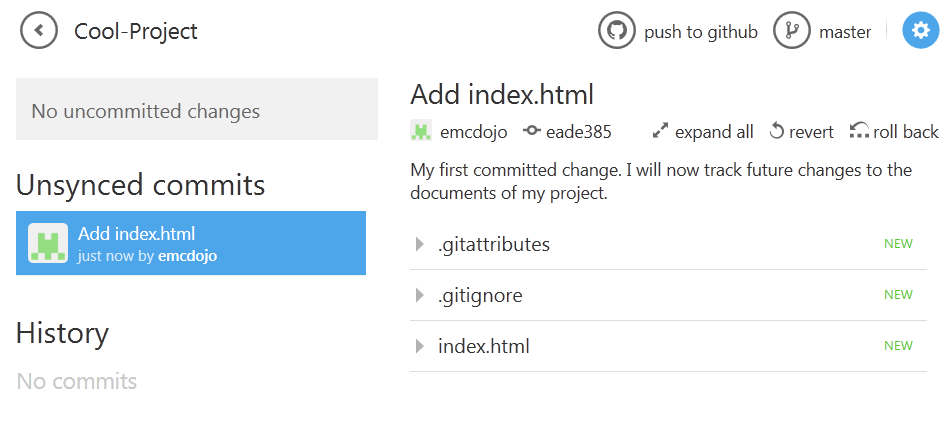 Cool-Project
push to github
master
No uncommitted changes
Unsynced commits
Add index.html
just now by emcdojo
History
No commits
Add index.html
emcdojo eade385 expand all revert roll back
My first committed change. I will now track future changes to the
documents of my project.
.gitattributes NEW
.gitignore NEW
index.html NEW